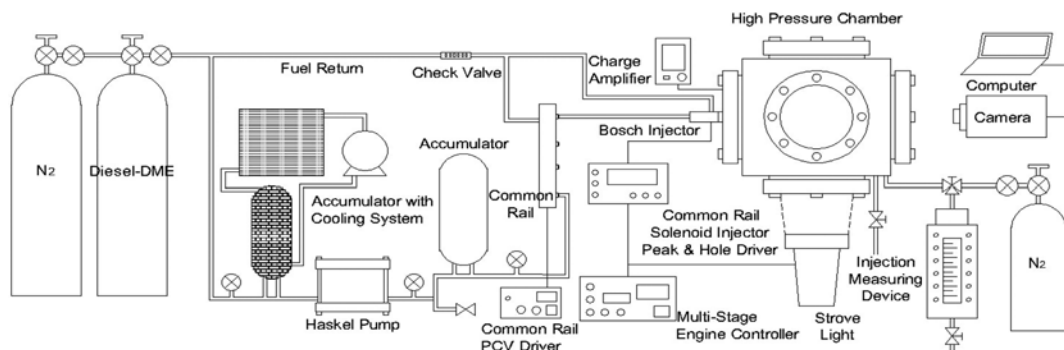 High Pressure Chamber
Fuel Return
Check Valve
Charge
Amplifier
Computer
Camera
Bosch Injector
N2
Diesel-DME
Accumulator
Accumulator with
Cooling System
Common
Rail
Common Rail
Solenoid Injector
Peak & Hole Driver
Injection
Measuring
Device
N2
Haskel Pump
Common Rail
PCV Driver
Multi-Stage
Engine Controller
Strove
Light